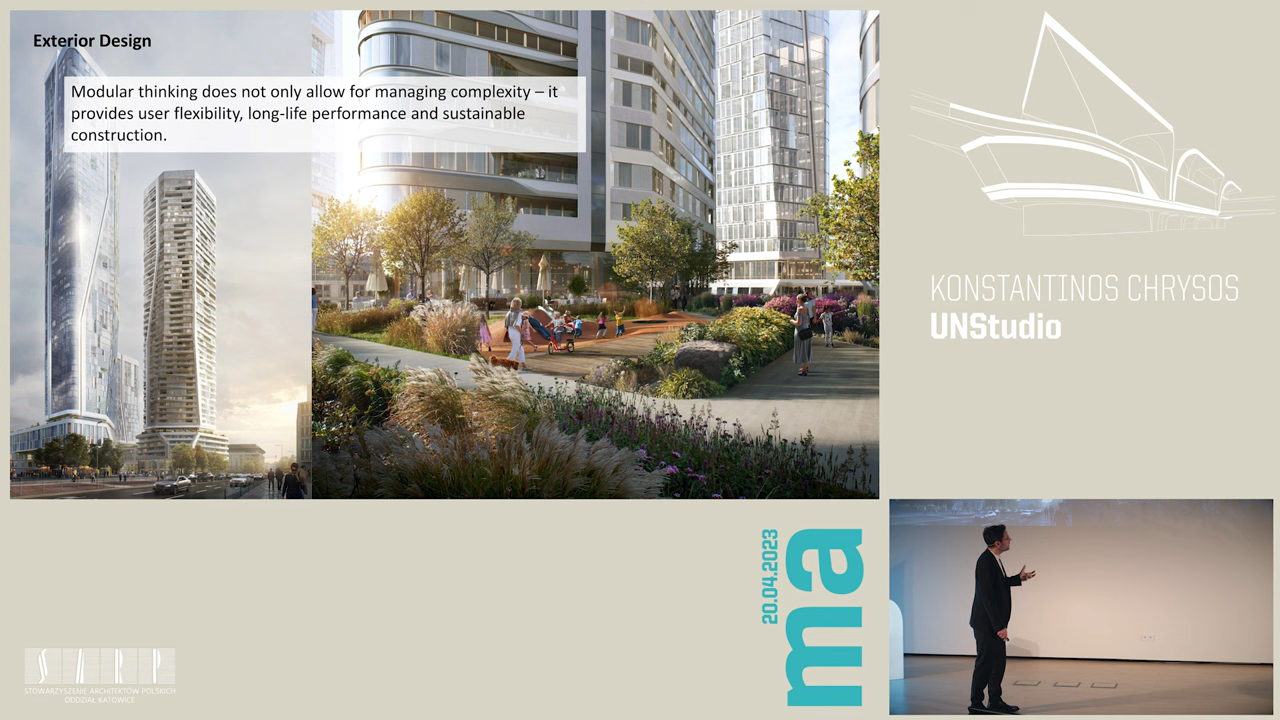 Exterior Design
Modular thinking does not only allow for managing complexity – it
provides user flexibility, long-life performance and sustainable
construction.
KONSTANTINOS CHRYSOS
UNStudio
20.04.2023
ma
SARP
STOWARZYSZENIE ARCHITEKTÓW POLSKICH
ODDZIAŁ KATOWICE